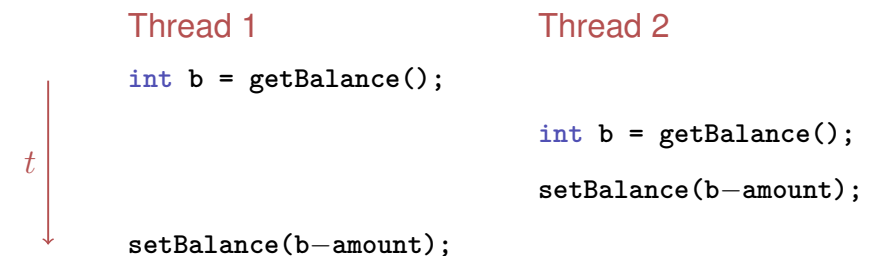 Thread 1 Thread 2
int b = getBalance();
int b = getBalance();
t
setBalance(b−amount);
setBalance(b−amount);